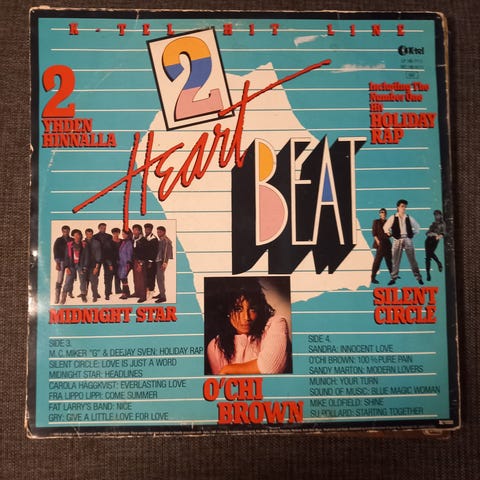 K-TEL HIT LINE
K-tel
2
2
YHDEN
HINNALLA
Including The
Number One
Hit
HOLIDAY
RAP
Heart
BEAT
MIDNIGHT STAR
SILENT
CIRCLE
O'CHI
BROWN
SIDE 3.
M.C. MIKER "G" & DEEJAY SVEN: HOLIDAY RAP
SILENT CIRCLE: LOVE IS JUST A WORD
MIDNIGHT STAR: HEADLINES
CAROLA HÄGGKVIST: EVERLASTING LOVE
FRA LIPPO LIPPI: COME SUMMER
FAT LARRY'S BAND: NICE
GRY: GIVE A LITTLE LOVE FOR LOVE
SIDE 4.
SANDRA: INNOCENT LOVE
O'CHI BROWN: 100% PURE PAIN
SANDY MARTON: MODERN LOVERS
MUNICH: YOUR TURN
SOUND OF MUSIC: BLUE MAGIC WOMAN
MIKE OLDFIELD: SHINE
SU POLLARD: STARTING TOGETHER